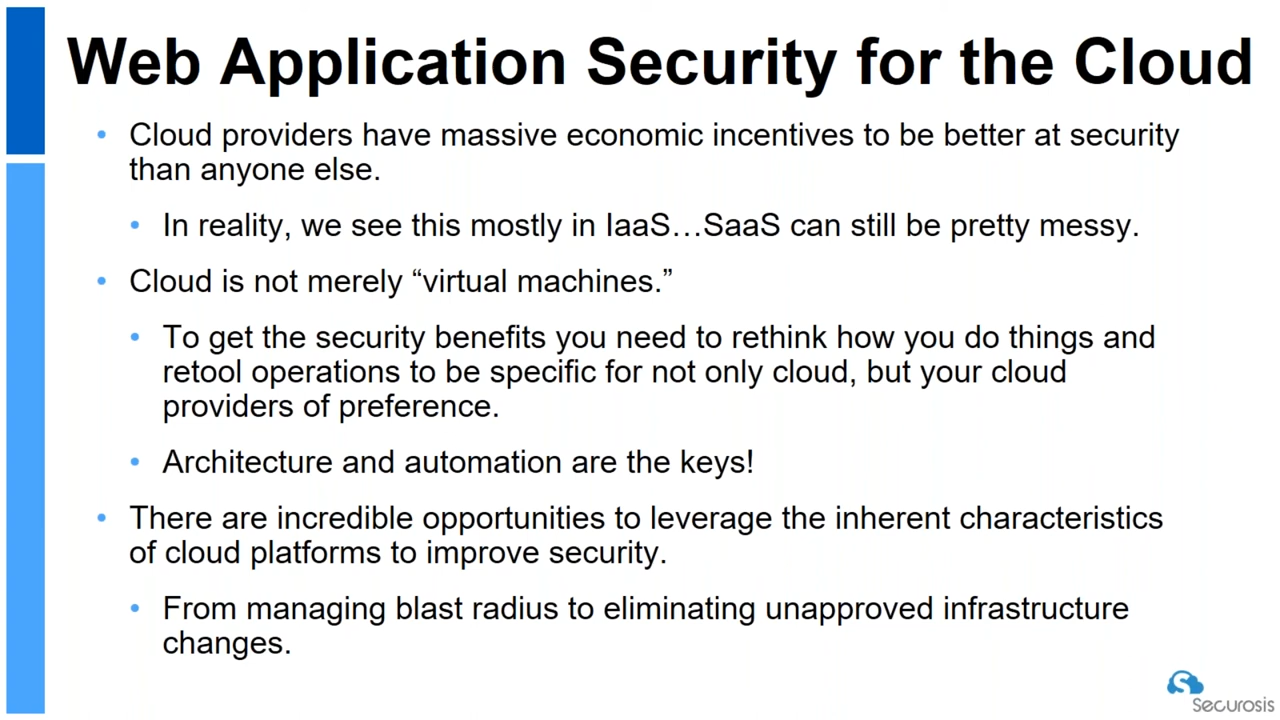 Web Application Security for the Cloud
• Cloud providers have massive economic incentives to be better at security
than anyone else.
• In reality, we see this mostly in IaaS…SaaS can still be pretty messy.
• Cloud is not merely “virtual machines.”
• To get the security benefits you need to rethink how you do things and
retool operations to be specific for not only cloud, but your cloud
providers of preference.
• Architecture and automation are the keys!
• There are incredible opportunities to leverage the inherent characteristics
of cloud platforms to improve security.
• From managing blast radius to eliminating unapproved infrastructure
changes.
S
Securosis